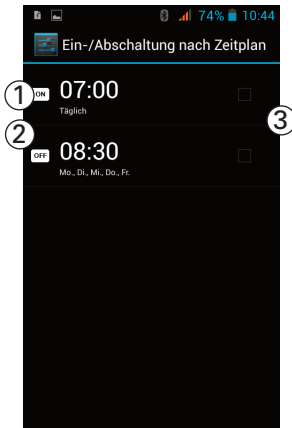 74% 10:44
Ein-/Abschaltung nach Zeitplan
1 ON 07:00
Täglich
3
2 OFF 08:30
Mo., Di., Mi., Do., Fr.